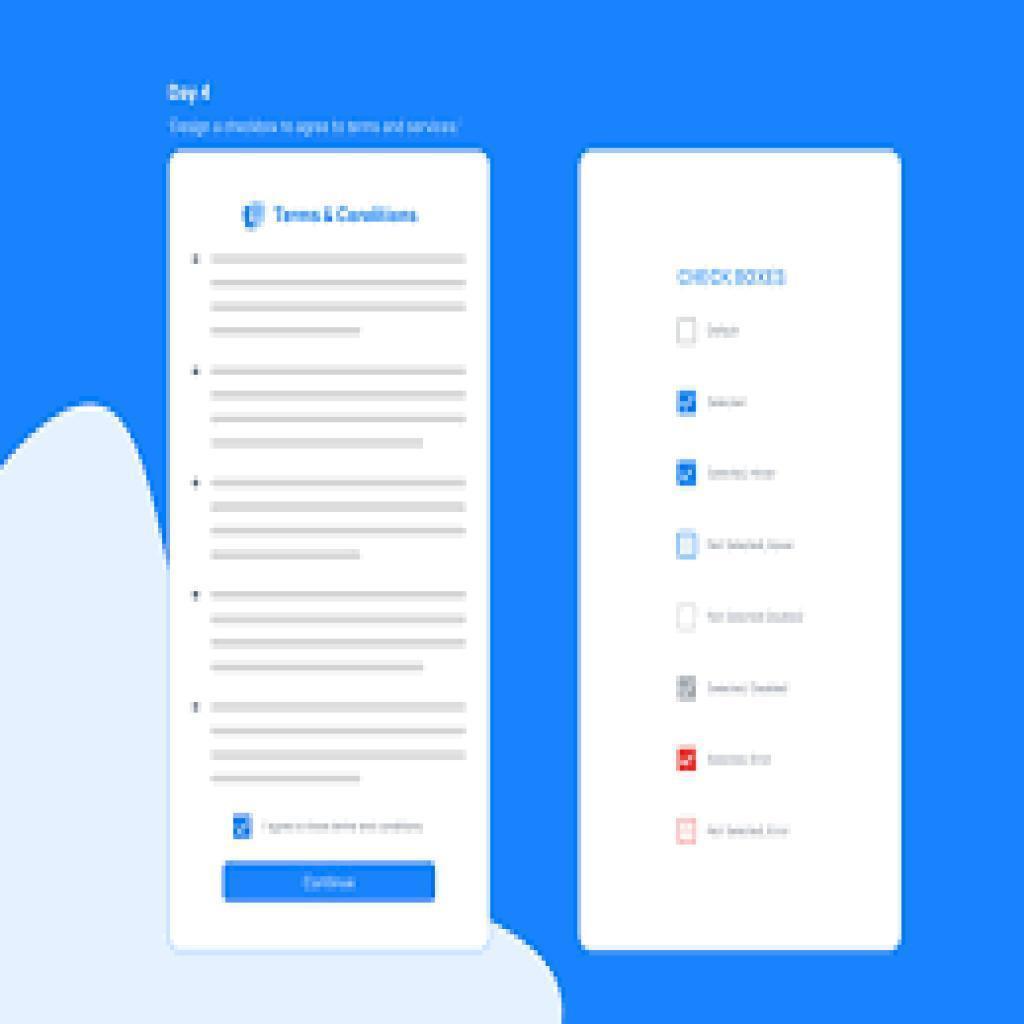 Day 4
"Design a checkbox to agree to terms and services"
Terms & Conditions
I agree to these terms and conditions
Continue
CHECK BOXES
Default
Selected
Selected, Hover
Not Selected, Hover
Not Selected, Disabled
Selected, Disabled
Selected, Error
Not Selected, Error